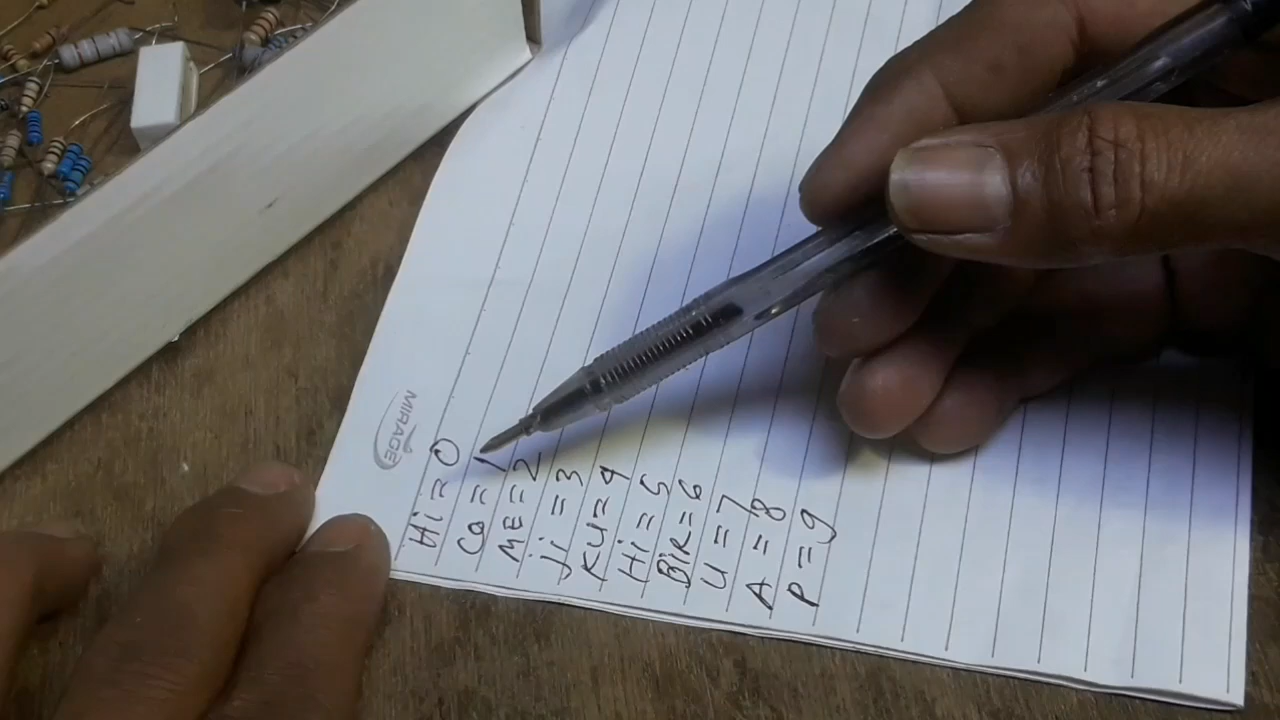 MIRAGE
Hi = 0
Co = 1
ME = 2
Ji = 3
KU = 4
Hi = 5
BiR = 6
U = 7
A = 8
P = 9